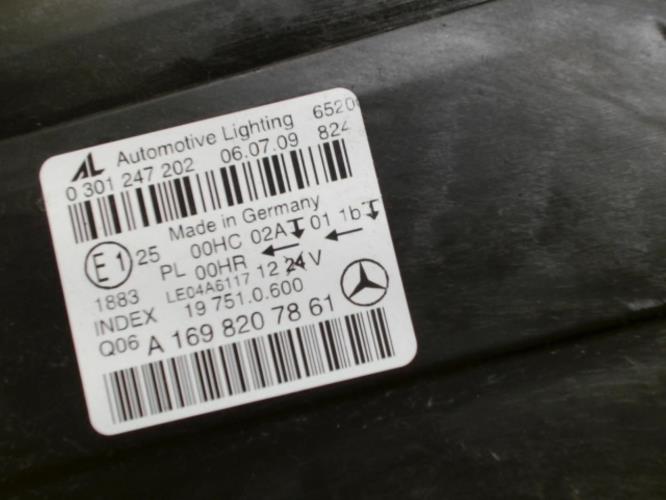 AL Automotive Lighting 6520
0 301 247 202 06.07.09 824
Made in Germany
E1 25 00HC 02A 01 1b
PL 00HR ← ←
1883 LE04A6117 12 24 V
INDEX 19 751.0.600
Q06 A 169 820 78 61